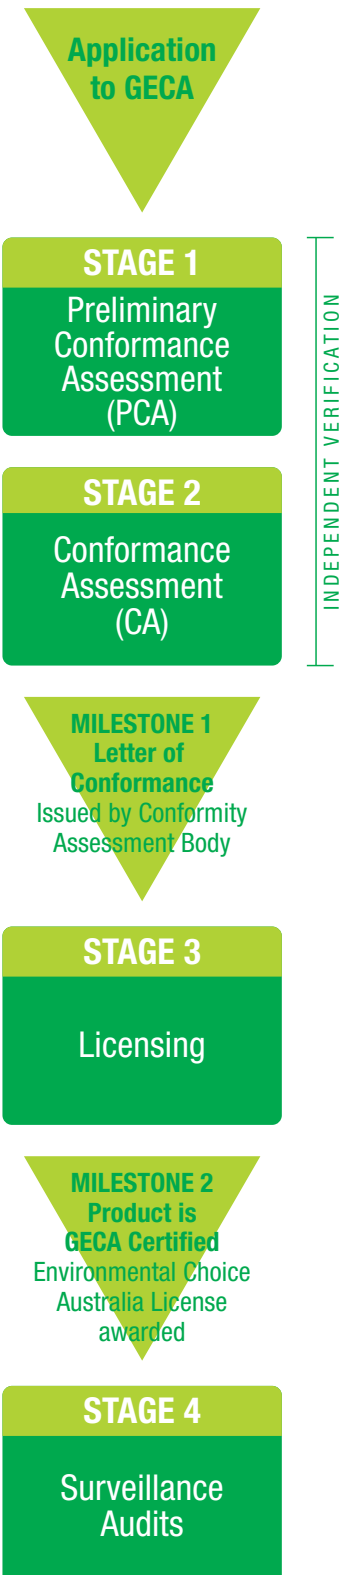 Application
to GECA
STAGE 1
Preliminary
Conformance
Assessment
(PCA)
INDEPENDENT VERIFICATION
STAGE 2
Conformance
Assessment
(CA)
MILESTONE 1
Letter of
Conformance
Issued by Conformity
Assessment Body
STAGE 3
Licensing
MILESTONE 2
Product is
GECA Certified
Environmental Choice
Australia License
awarded
STAGE 4
Surveillance
Audits